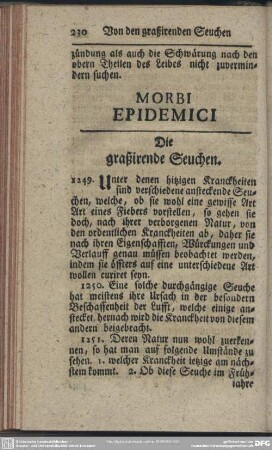 230 Von den graßirenden Seuchen
zündung als auch die Schwärung nach den
obern Theilen des Leibes nicht zuvermin-
dern suchen.
MORBI
EPIDEMICI
Die
graßirende Seuchen.
1249. Unter denen hitzigen Kranckheiten
sind verschiedene ansteckende Seu-
chen, welche, ob sie wohl eine gewisse Art
Art eines Fiebers vorstellen, so gehen sie
doch, nach ihrer verborgenen Natur, von
den ordentlichen Kranckheiten ab, daher sie
nach ihren Eigenschafften, Würckungen und
Verlauff genau müssen beobachtet werden,
indem sie öffters auf eine unterschiedene Art
wollen curiret seyn.
1250. Eine solche durchgängige Seuche
hat meistens ihre Ursach in der besondern
Beschaffenheit der Lufft, welche einige an-
stecket, hernach wird die Kranckheit von diesem
andern beigebracht.
1251. Deren Natur nun wohl zuerken-
nen, so hat man auf folgende Umstände zu
sehen. 1. welcher Kranckheit ietzige am näch-
sten kommt. 2. Ob diese Seuche im Früh-
iahre